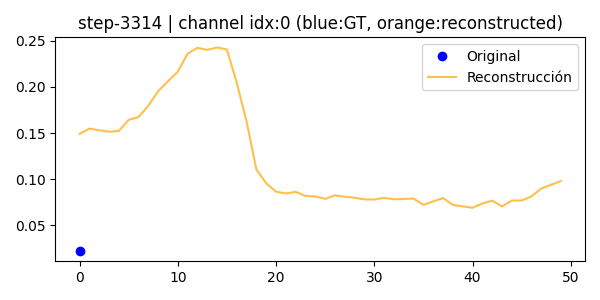 step-3314 | channel idx:0 (blue:GT, orange:reconstructed)
Original
Reconstrucción
0.25
0.20
0.15
0.10
0.05
0 10 20 30 40 50